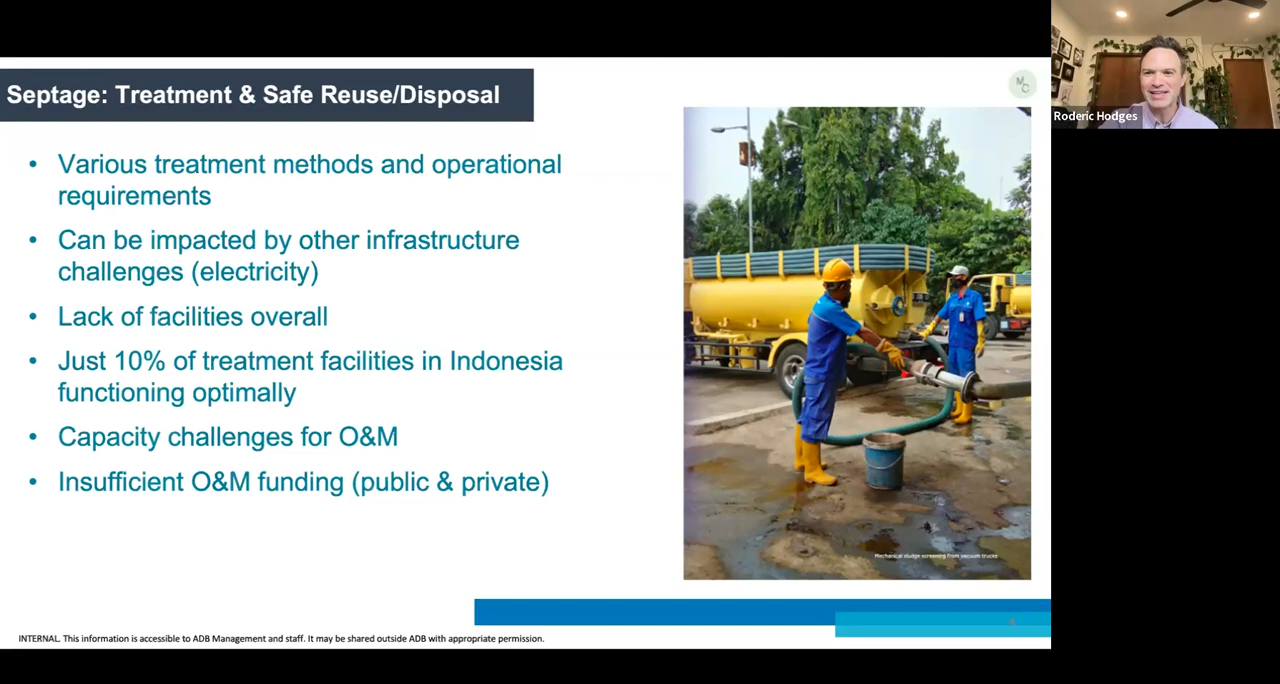 Septage: Treatment & Safe Reuse/Disposal
M
C
Roderic Hodges
• Various treatment methods and operational
requirements
• Can be impacted by other infrastructure
challenges (electricity)
• Lack of facilities overall
• Just 10% of treatment facilities in Indonesia
functioning optimally
• Capacity challenges for O&M
• Insufficient O&M funding (public & private)
Mechanical sludge screening from vacuum trucks
4
INTERNAL. This information is accessible to ADB Management and staff. It may be shared outside ADB with appropriate permission.